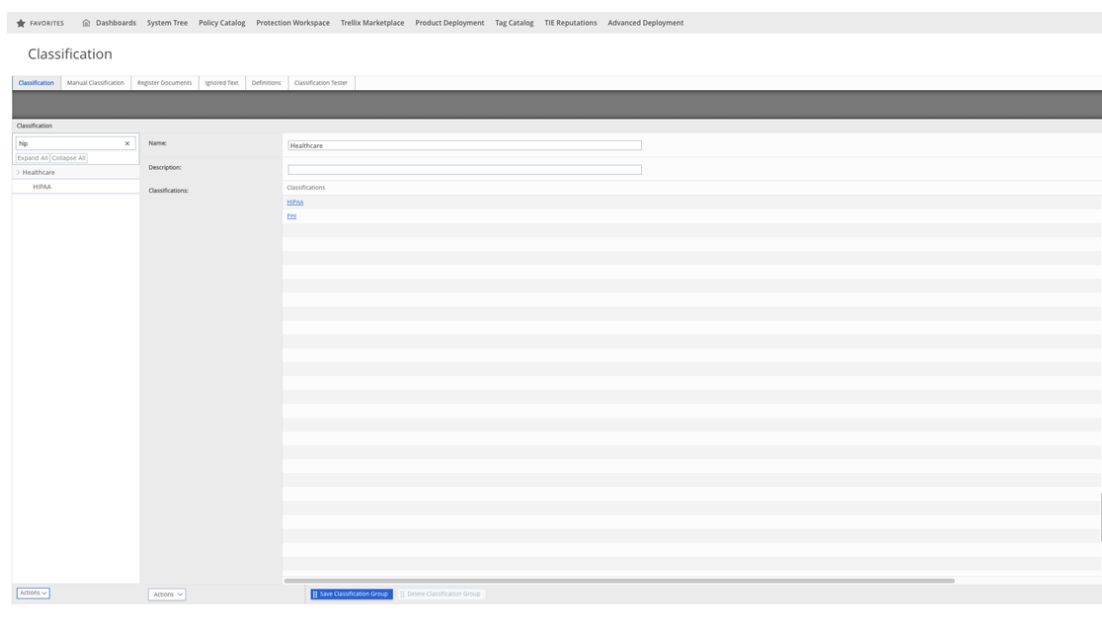 FAVORITES Dashboards System Tree Policy Catalog Protection Workspace Trellix Marketplace Product Deployment Tag Catalog TIE Reputations Advanced Deployment
Classification
Classification Manual Classification Register Documents Ignored Text Definitions Classification Tester
Classification
hip
Name:
Healthcare
Expand All Collapse All
Description:
Healthcare
HIPAA
Classifications:
Classifications
HIPAA
PHI
Actions
Actions
Save Classification Group
Delete Classification Group